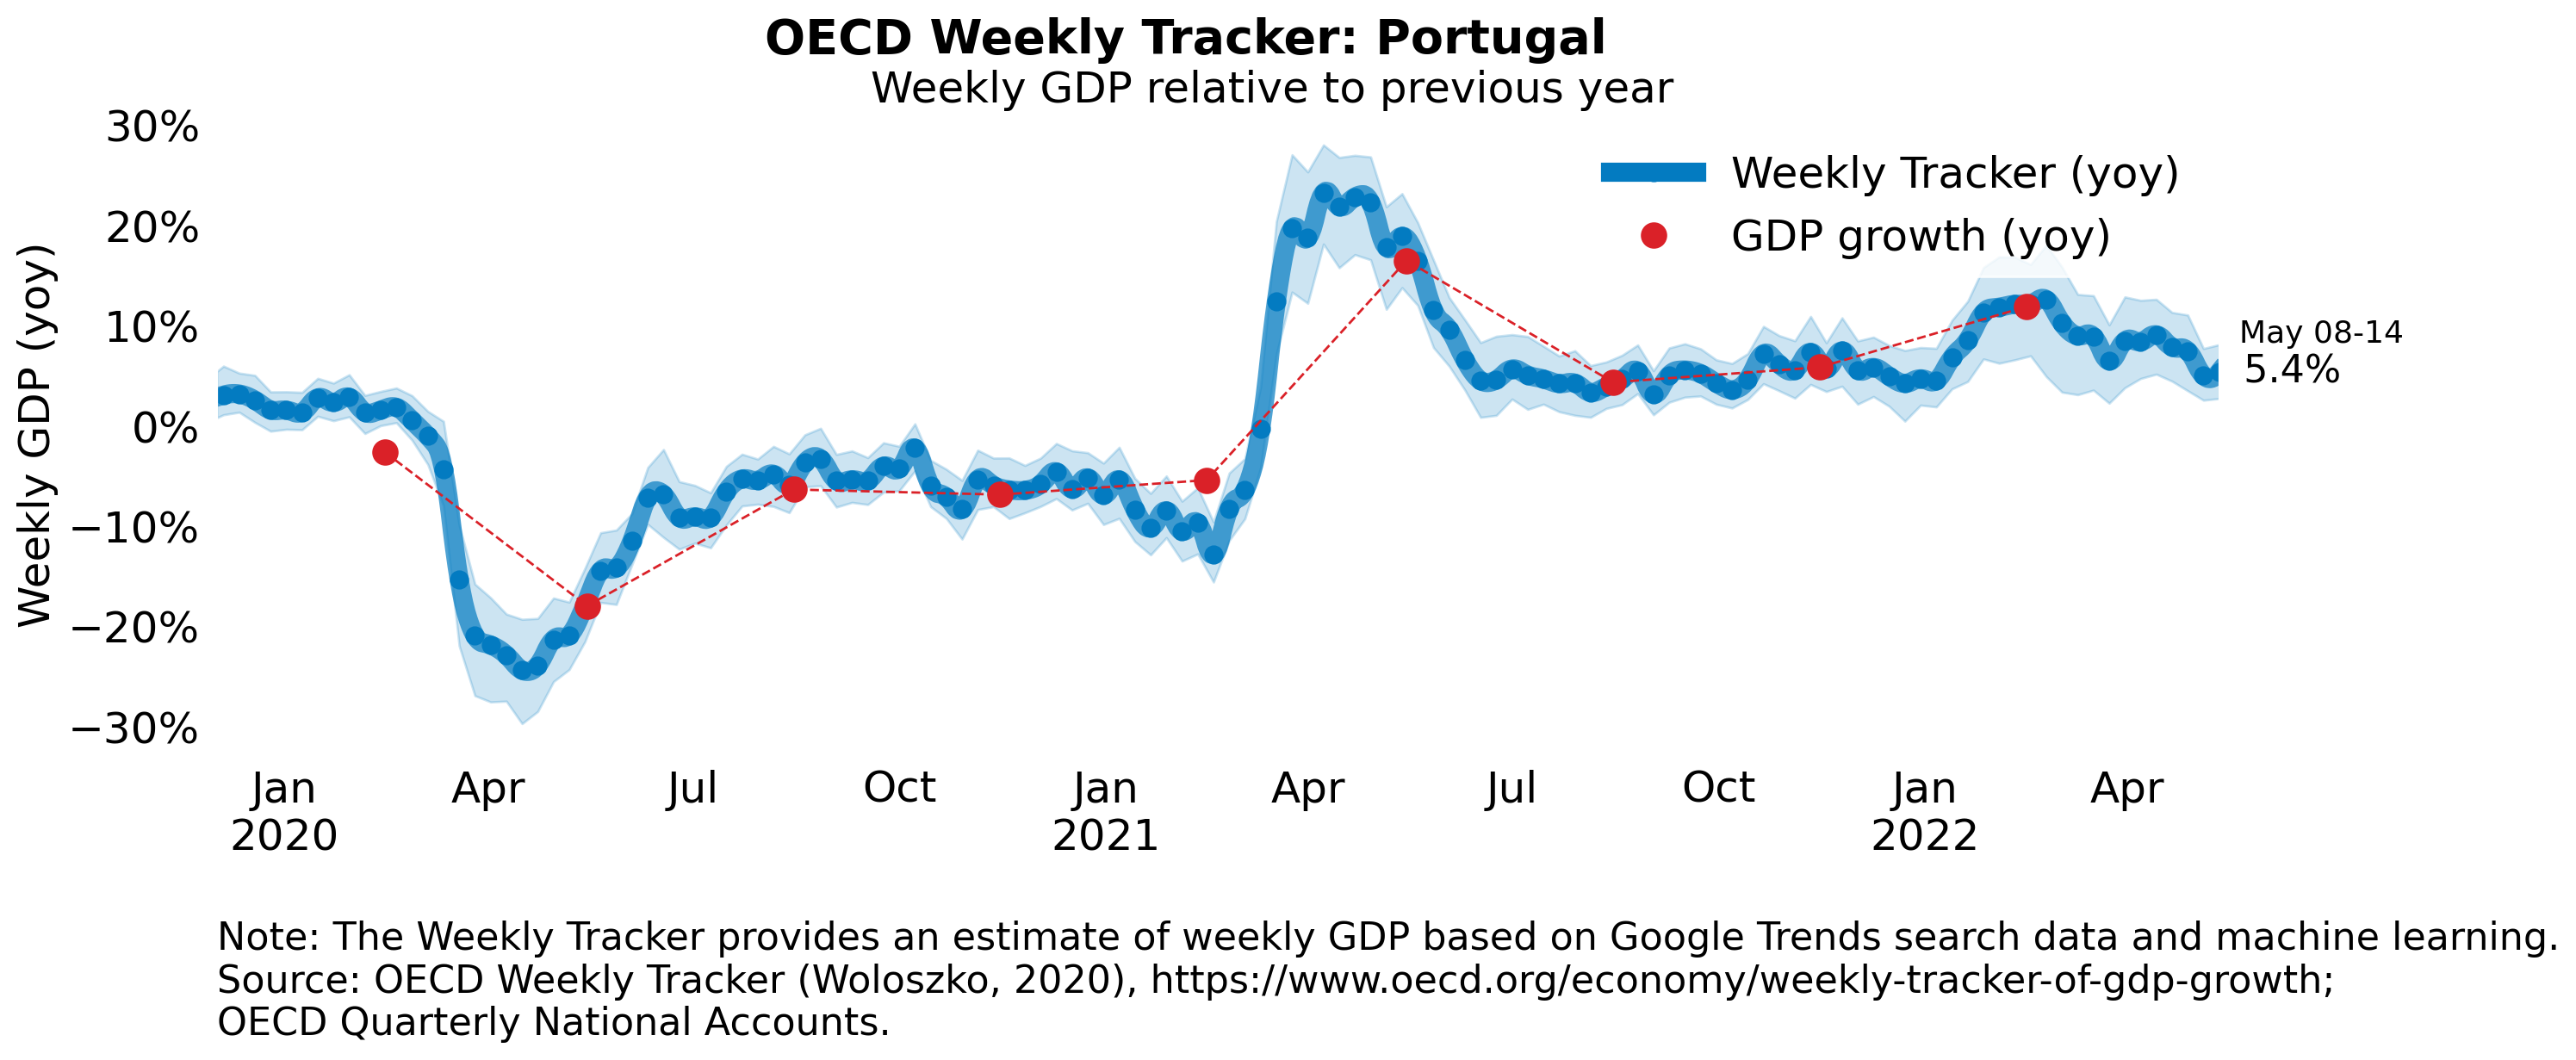 OECD Weekly Tracker: Portugal
Weekly GDP relative to previous year
Weekly GDP (yoy)
30%
20%
10%
0%
−10%
−20%
−30%
Weekly Tracker (yoy)
GDP growth (yoy)
May 08-14
5.4%
Jan Apr Jul Oct Jan Apr Jul Oct Jan Apr
2020 2021 2022
Note: The Weekly Tracker provides an estimate of weekly GDP based on Google Trends search data and machine learning.
Source: OECD Weekly Tracker (Woloszko, 2020), https://www.oecd.org/economy/weekly-tracker-of-gdp-growth;
OECD Quarterly National Accounts.